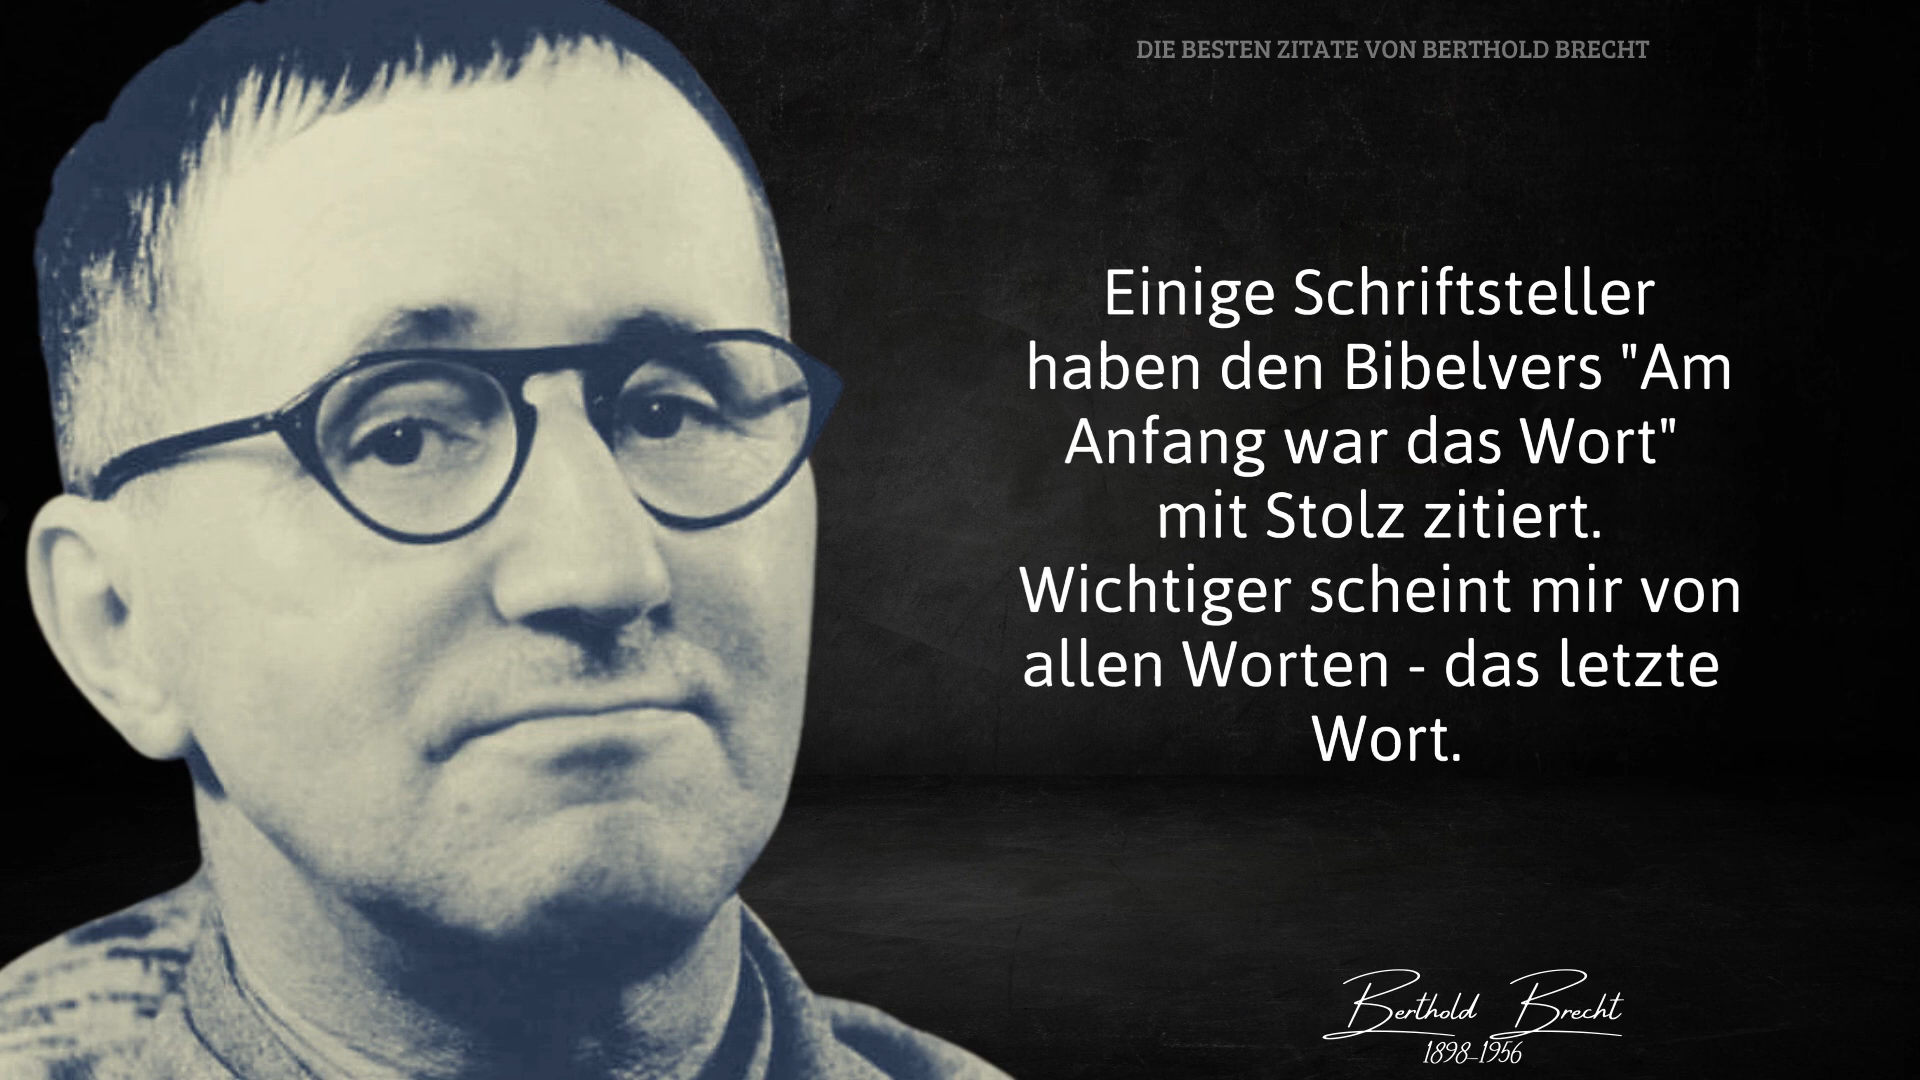 DIE BESTEN ZITATE VON BERTHOLD BRECHT
Einige Schriftsteller
haben den Bibelvers "Am
Anfang war das Wort"
mit Stolz zitiert.
Wichtiger scheint mir von
allen Worten - das letzte
Wort.
Berthold Brecht
1898-1956